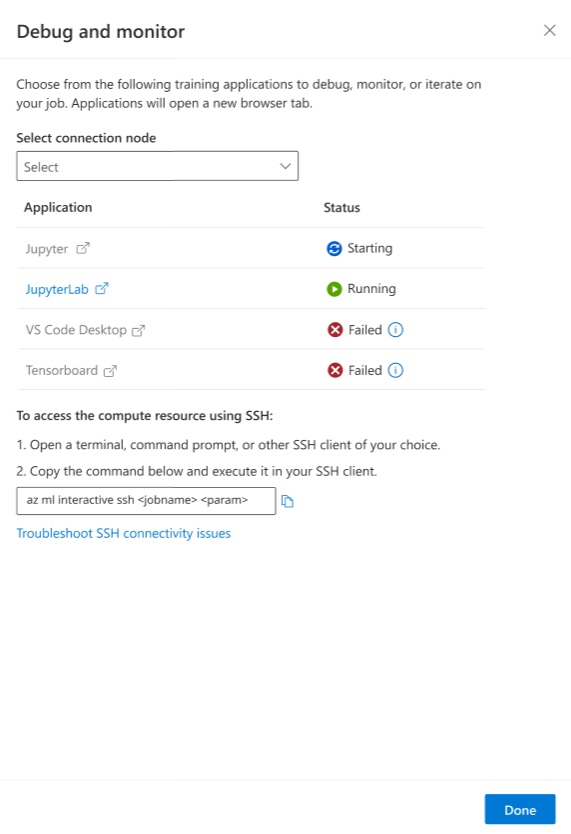 Debug and monitor
Choose from the following training applications to debug, monitor, or iterate on
your job. Applications will open a new browser tab.
Select connection node
Select
Application Status
Jupyter Starting
JupyterLab Running
VS Code Desktop Failed
Tensorboard Failed
To access the compute resource using SSH:
1. Open a terminal, command prompt, or other SSH client of your choice.
2. Copy the command below and execute it in your SSH client.
az ml interactive ssh <jobname> <param>
Troubleshoot SSH connectivity issues
Done